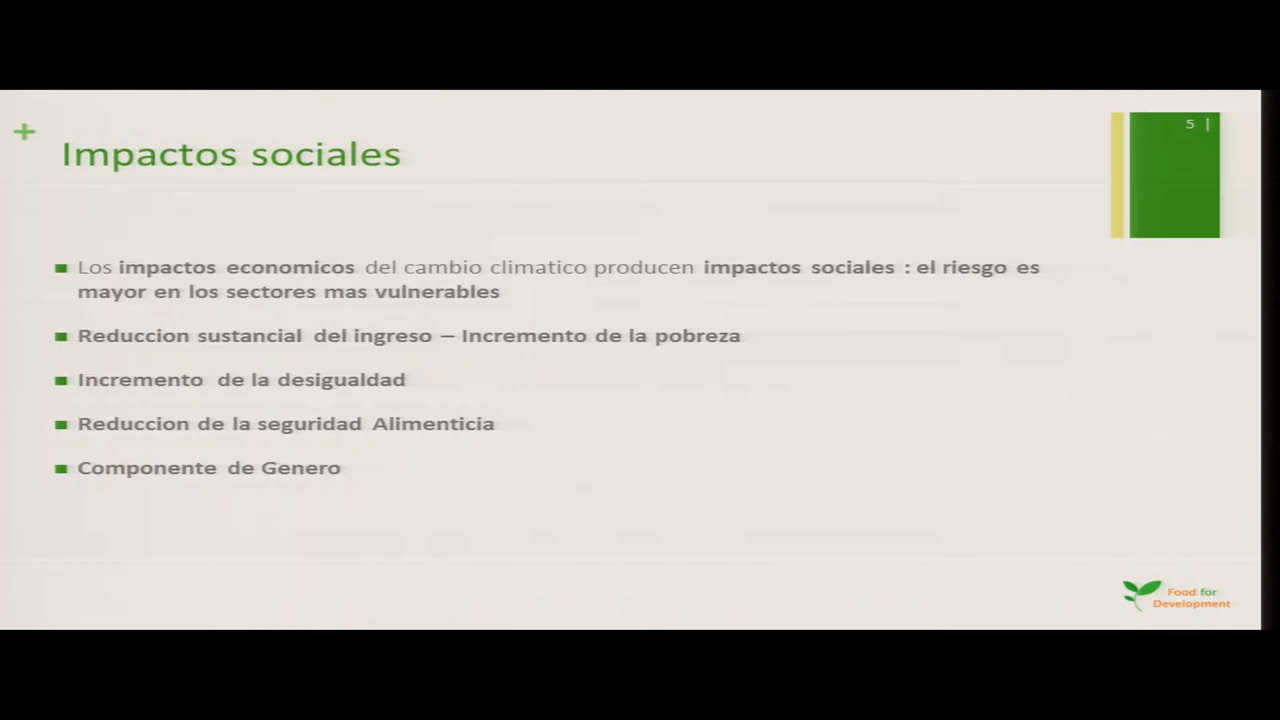 +
Impactos sociales
5 |
Los impactos economicos del cambio climatico producen impactos sociales : el riesgo es
mayor en los sectores mas vulnerables
Reduccion sustancial del ingreso – Incremento de la pobreza
Incremento de la desigualdad
Reduccion de la seguridad Alimenticia
Componente de Genero
Food for
Development